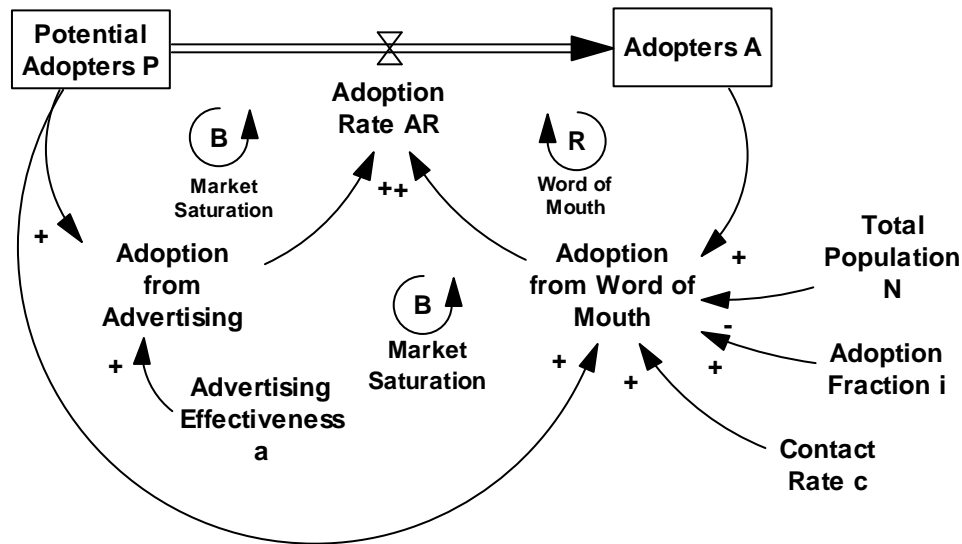 Potential
Adopters P
Adopters A
Adoption
Rate AR
B
Market
Saturation
R
Word of
Mouth
++
+
Adoption
from
Advertising
+
Advertising
Effectiveness
a
B
Market
Saturation
Adoption
from Word of
Mouth
+
-
+
+
+
Total
Population
N
Adoption
Fraction i
Contact
Rate c